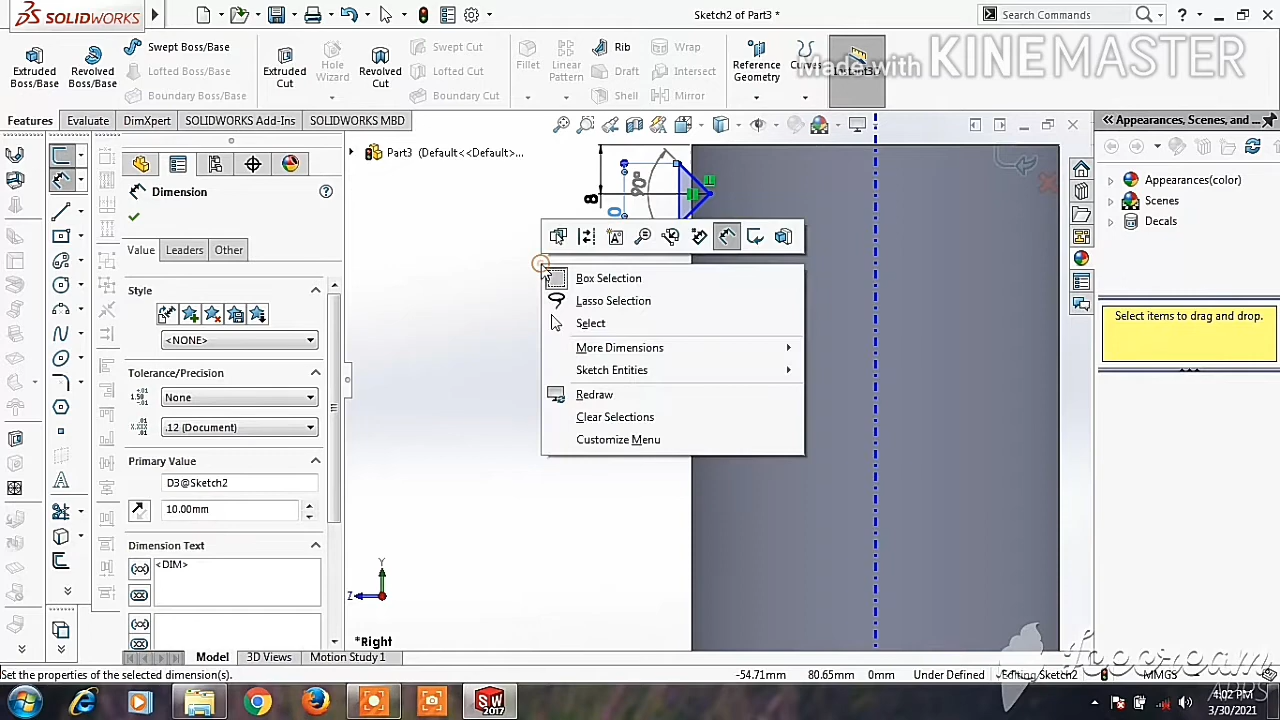 SOLIDWORKS
Sketch2 of Part3 *
Search Commands
Extruded Boss/Base
Revolved Boss/Base
Swept Boss/Base
Lofted Boss/Base
Boundary Boss/Base
Extruded Cut
Hole Wizard
Revolved Cut
Swept Cut
Lofted Cut
Boundary Cut
Fillet
Linear Pattern
Rib
Draft
Shell
Wrap
Intersect
Mirror
Reference Geometry
Curves
Made with KINEMASTER
Features
Evaluate
DimXpert
SOLIDWORKS Add-Ins
SOLIDWORKS MBD
Part3 (Default<<Default>...
Appearances, Scenes, and...
Dimension
Value
Leaders
Other
Style
<NONE>
Tolerance/Precision
None
.12 (Document)
Primary Value
D3@Sketch2
10.00mm
Dimension Text
<DIM>
90°
8
Box Selection
Lasso Selection
Select
More Dimensions
Sketch Entities
Redraw
Clear Selections
Customize Menu
Appearances(color)
Scenes
Decals
Select items to drag and drop.
Y
Z
*Right
Model
3D Views
Motion Study 1
Set the properties of the selected dimension(s).
-54.71mm
80.65mm
0mm
Under Defined
Editing Sketch2
MMGS
SW
2017
4:02 PM
3/30/2021